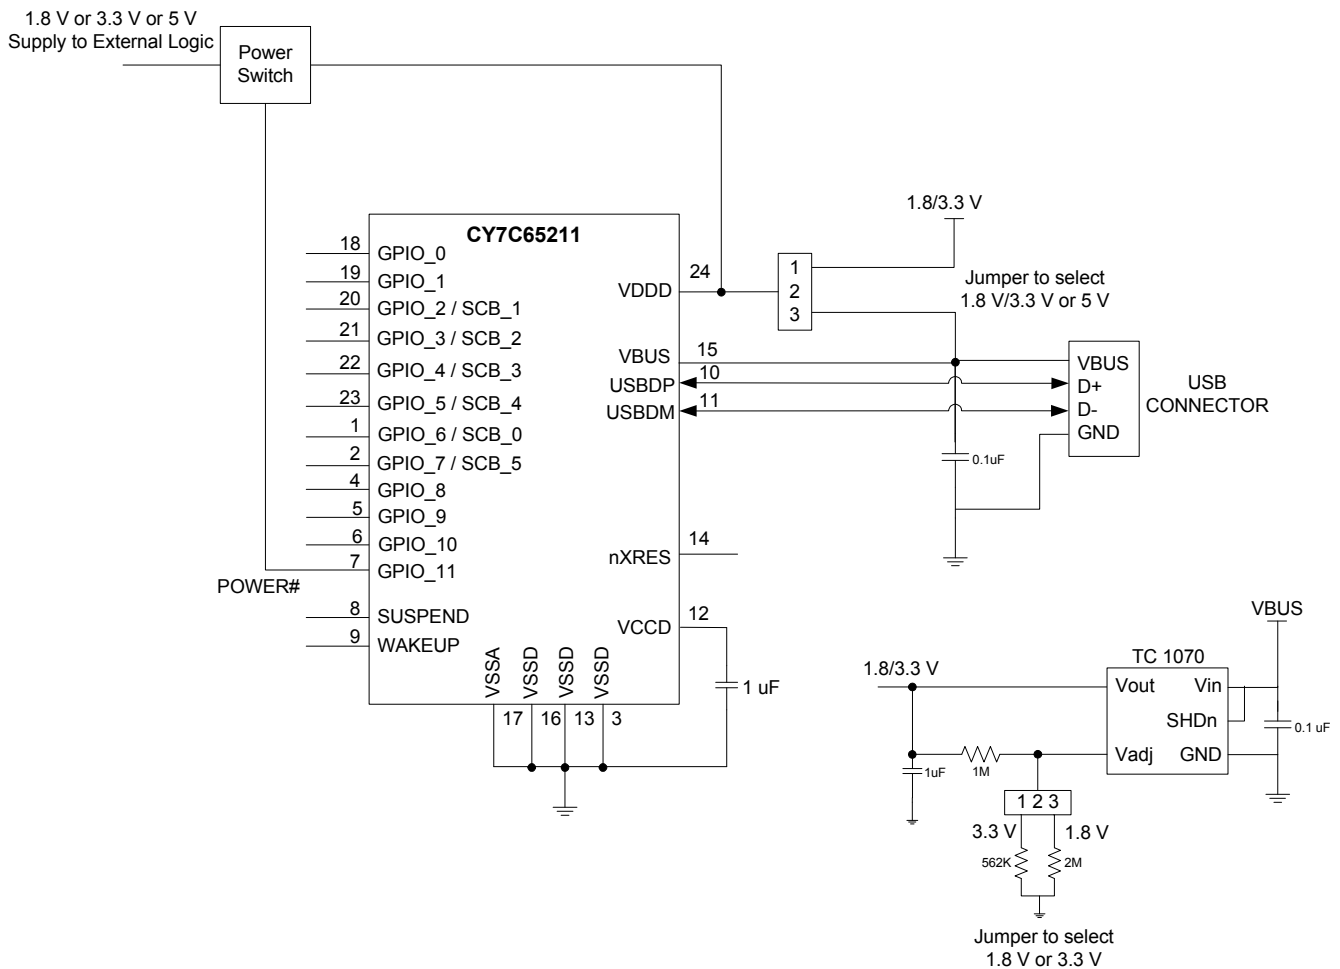 1.8 V or 3.3 V or 5 V
Supply to External Logic
Power
Switch
CY7C65211
18 GPIO_0
19 GPIO_1
20 GPIO_2 / SCB_1
21 GPIO_3 / SCB_2
22 GPIO_4 / SCB_3
23 GPIO_5 / SCB_4
1 GPIO_6 / SCB_0
2 GPIO_7 / SCB_5
4 GPIO_8
5 GPIO_9
6 GPIO_10
7 GPIO_11
POWER#
8 SUSPEND
9 WAKEUP
VDDD 24
VBUS 15
USBDP 10
USBDM 11
nXRES 14
VCCD 12
1 uF
VSSA
VSSD
VSSD
VSSD
17
16
13
3
1.8/3.3 V
1
2
3
Jumper to select
1.8 V/3.3 V or 5 V
VBUS
D+
D-
GND
USB
CONNECTOR
0.1uF
VBUS
1.8/3.3 V
TC 1070
Vout Vin
SHDn
Vadj GND
0.1 uF
1uF
1M
1 2 3
3.3 V 1.8 V
562K 2M
Jumper to select
1.8 V or 3.3 V